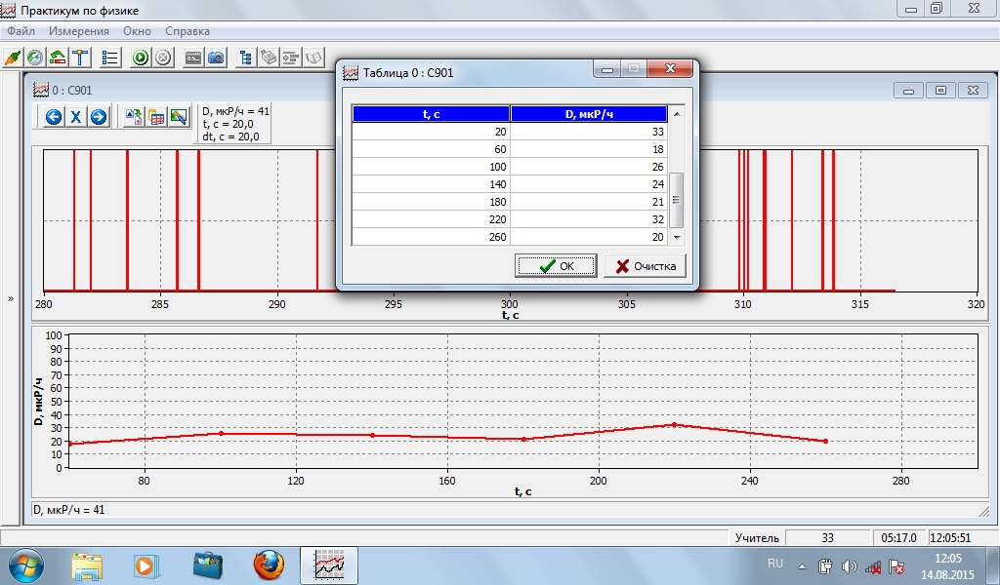 Практикум по физике
Файл Измерения Окно Справка
0 : C901
D, мкР/ч = 41
t, с = 20,0
dt, с = 20,0
Таблица 0 : C901
t, с D, мкР/ч
20 33
60 18
100 26
140 24
180 21
220 32
260 20
OK Очистка
»
280 285 290 295 300 305 310 315 320
t, с
100
90
80
70
60
50
40
30
20
10
0
D, мкР/ч
80 120 160 200 240 280
t, с
D, мкР/ч = 41
Учитель 33 05:17.0 12:05:51
RU
12:05
14.08.2015